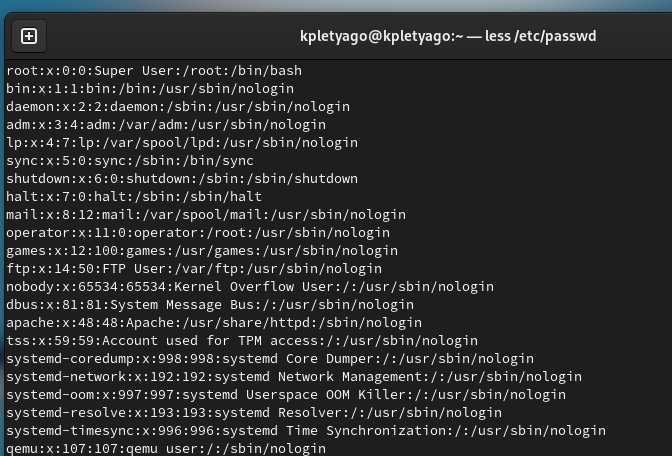 kpletyago@kpletyago:~ — less /etc/passwd
root:x:0:0:Super User:/root:/bin/bash
bin:x:1:1:bin:/bin:/usr/sbin/nologin
daemon:x:2:2:daemon:/sbin:/usr/sbin/nologin
adm:x:3:4:adm:/var/adm:/usr/sbin/nologin
lp:x:4:7:lp:/var/spool/lpd:/usr/sbin/nologin
sync:x:5:0:sync:/sbin:/bin/sync
shutdown:x:6:0:shutdown:/sbin:/sbin/shutdown
halt:x:7:0:halt:/sbin:/sbin/halt
mail:x:8:12:mail:/var/spool/mail:/usr/sbin/nologin
operator:x:11:0:operator:/root:/usr/sbin/nologin
games:x:12:100:games:/usr/games:/usr/sbin/nologin
ftp:x:14:50:FTP User:/var/ftp:/usr/sbin/nologin
nobody:x:65534:65534:Kernel Overflow User:/:/usr/sbin/nologin
dbus:x:81:81:System Message Bus:/:/usr/sbin/nologin
apache:x:48:48:Apache:/usr/share/httpd:/sbin/nologin
tss:x:59:59:Account used for TPM access:/:/usr/sbin/nologin
systemd-coredump:x:998:998:systemd Core Dumper:/:/usr/sbin/nologin
systemd-network:x:192:192:systemd Network Management:/:/usr/sbin/nologin
systemd-oom:x:997:997:systemd Userspace OOM Killer:/:/usr/sbin/nologin
systemd-resolve:x:193:193:systemd Resolver:/:/usr/sbin/nologin
systemd-timesync:x:996:996:systemd Time Synchronization:/:/usr/sbin/nologin
qemu:x:107:107:qemu user:/:/sbin/nologin